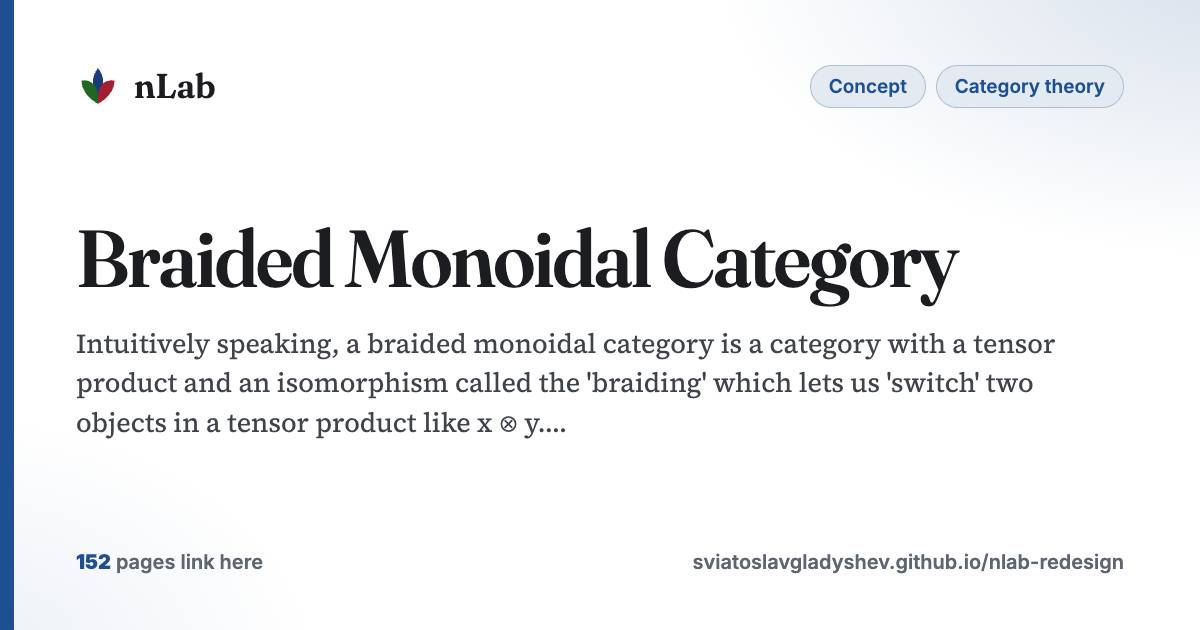 nLab
Concept
Category theory
Braided Monoidal Category
Intuitively speaking, a braided monoidal category is a category with a tensor
product and an isomorphism called the 'braiding' which lets us 'switch' two
objects in a tensor product like x ⊗ y....
152 pages link here
sviatoslavgladyshev.github.io/nlab-redesign